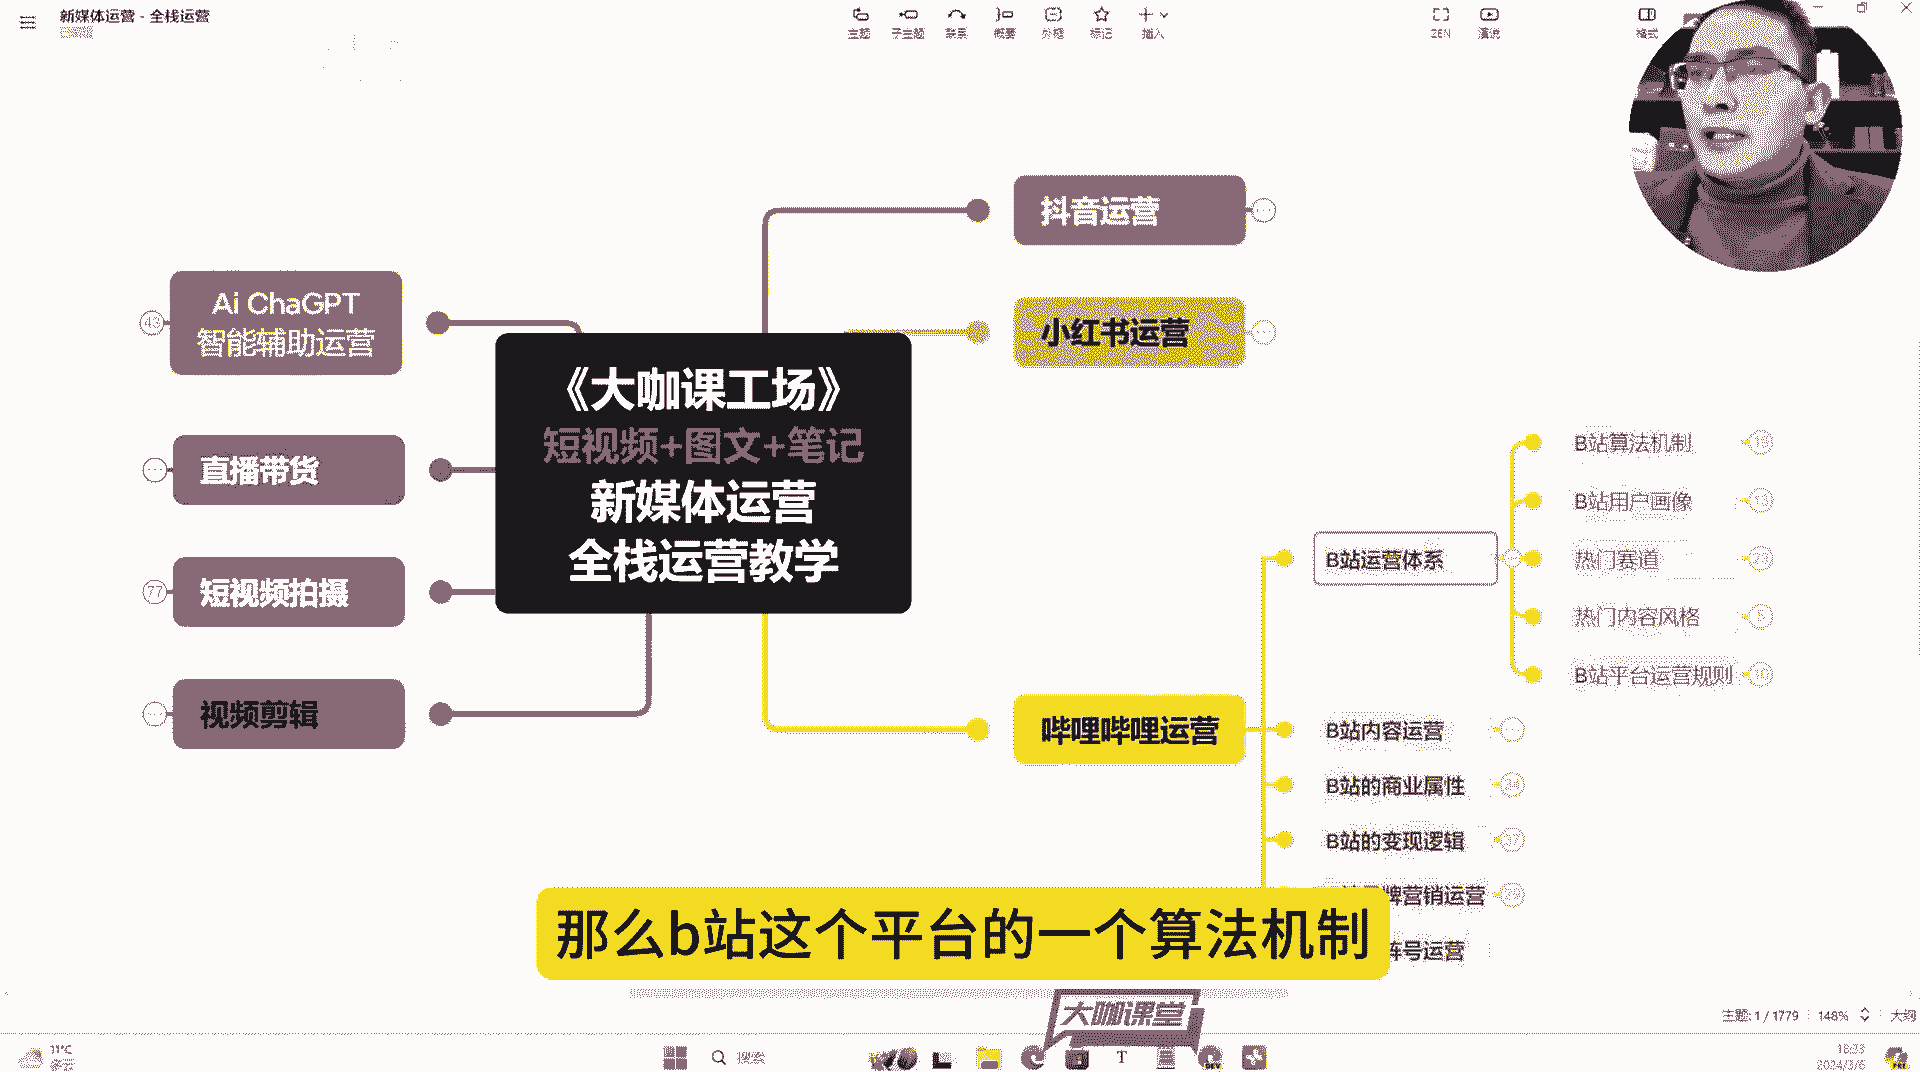 新媒体运营 - 全栈运营
主题
子主题
联系
概要
外框
标记
插入
ZEN
演说
格式
抖音运营
小红书运营
Ai ChaGPT
智能辅助运营
43
直播带货
短视频拍摄
77
视频剪辑
《大咖课工场》
短视频+图文+笔记
新媒体运营
全栈运营教学
哔哩哔哩运营
B站运营体系
B站算法机制
B站用户画像
热门赛道
热门内容风格
B站平台运营规则
B站内容运营
B站的商业属性
B站的变现逻辑
牌营销运营
号运营
那么b站这个平台的一个算法机制
大咖课堂
主题: 1 / 1779
148%
大纲
11°C
多云
搜索
18:33
2024/3/6